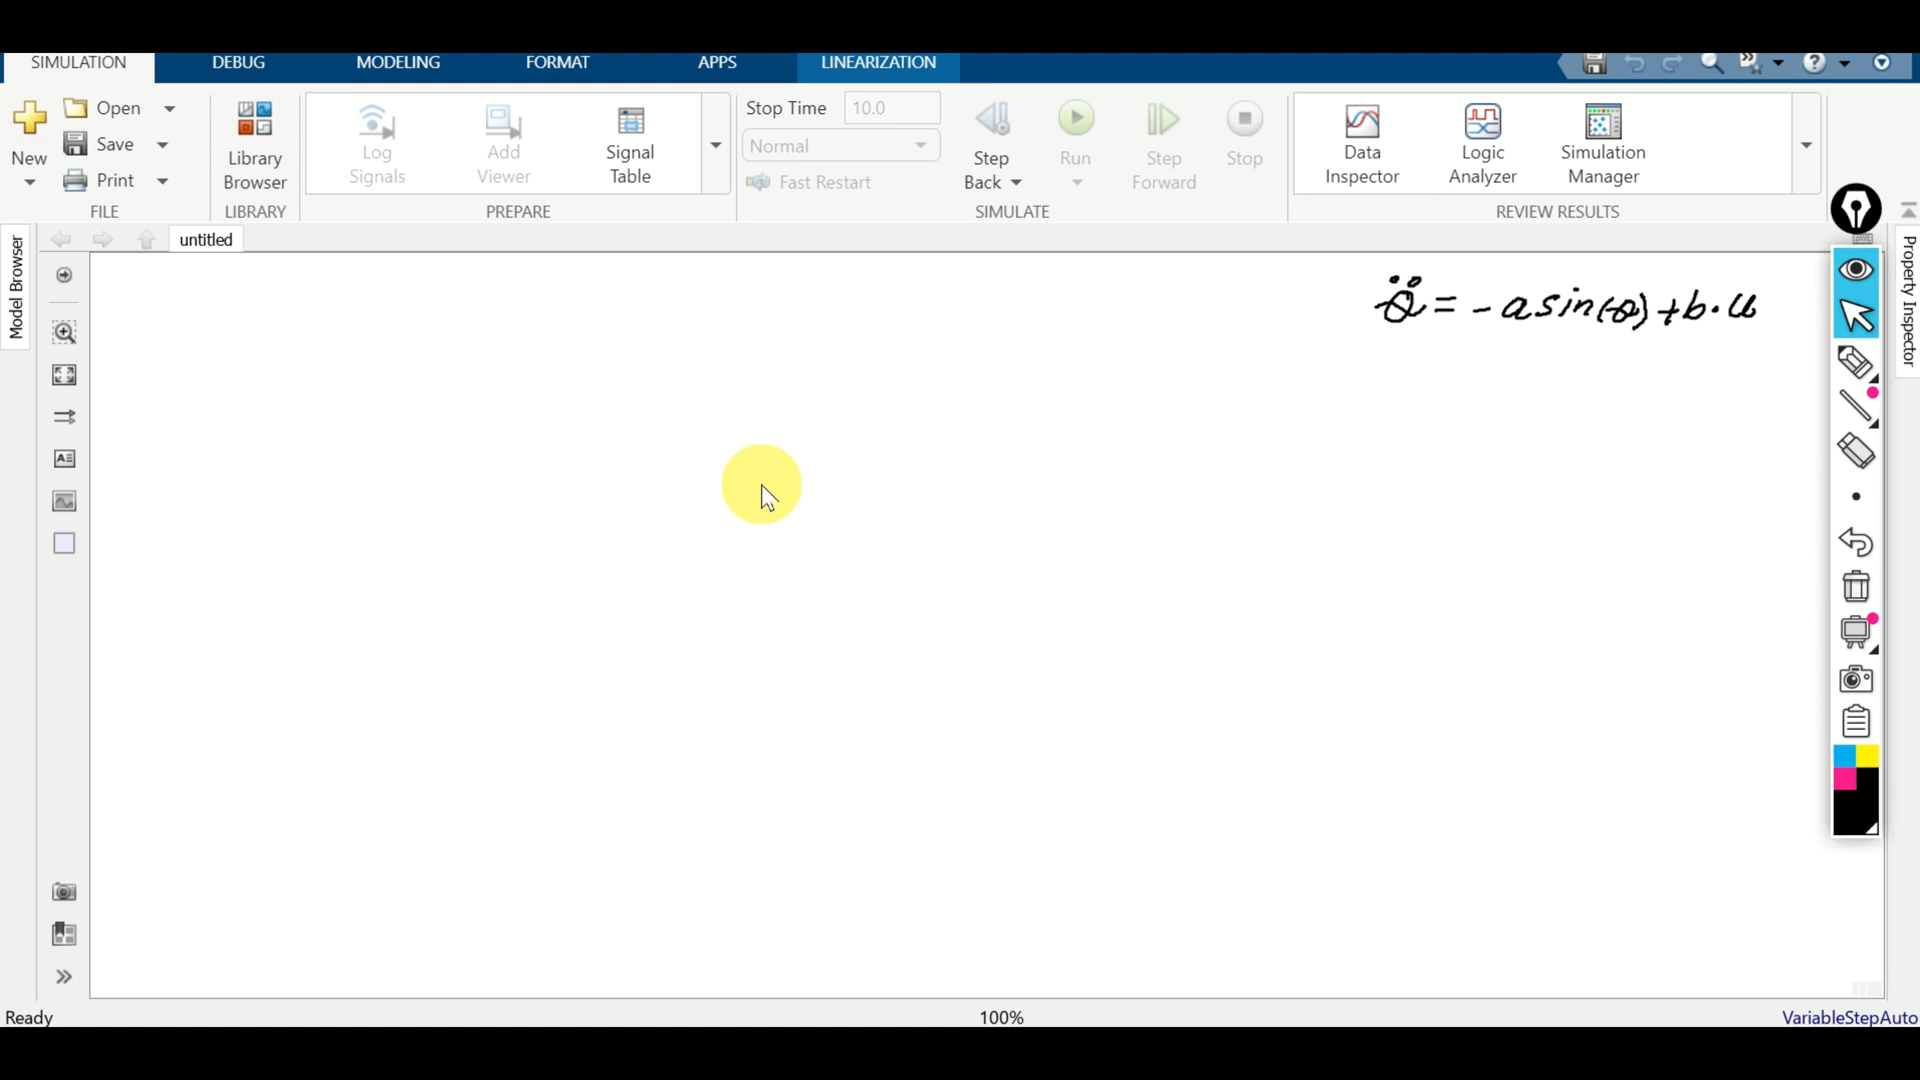 SIMULATION DEBUG MODELING FORMAT APPS LINEARIZATION
New
Open
Save
Print
FILE
Library Browser
LIBRARY
Log Signals
Add Viewer
Signal Table
PREPARE
Stop Time 10.0
Normal
Fast Restart
Step Back
Run
Step Forward
Stop
SIMULATE
Data Inspector
Logic Analyzer
Simulation Manager
REVIEW RESULTS
Model Browser
untitled
Property Inspector
θ̈ = - a sin(θ) + b · u
Ready
100%
VariableStepAuto